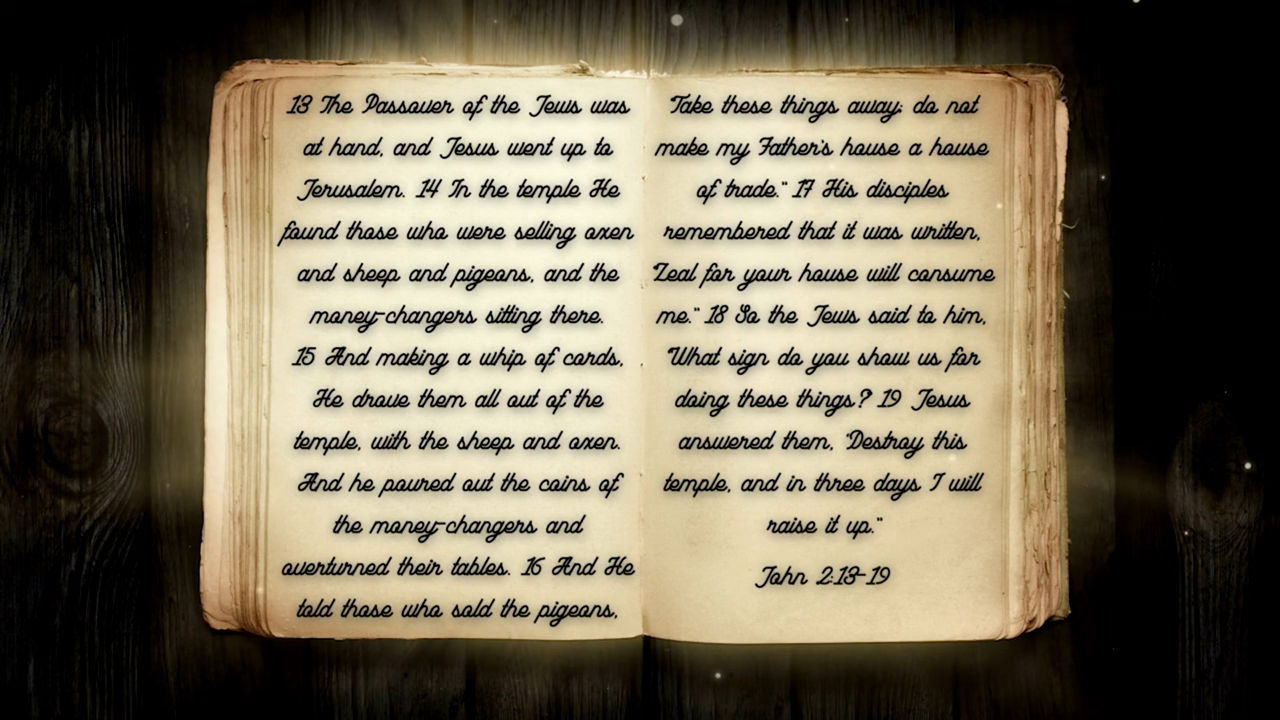 13 The Passover of the Jews was
at hand, and Jesus went up to
Jerusalem. 14 In the temple He
found those who were selling oxen
and sheep and pigeons, and the
money-changers sitting there.
15 And making a whip of cords,
He drove them all out of the
temple, with the sheep and oxen.
And he poured out the coins of
the money-changers and
overturned their tables. 16 And He
told those who sold the pigeons,
"Take these things away; do not
make my Father's house a house
of trade." 17 His disciples
remembered that it was written,
"Zeal for your house will consume
me." 18 So the Jews said to him,
"What sign do you show us for
doing these things? 19 Jesus
answered them, "Destroy this
temple, and in three days I will
raise it up."
John 2:13-19